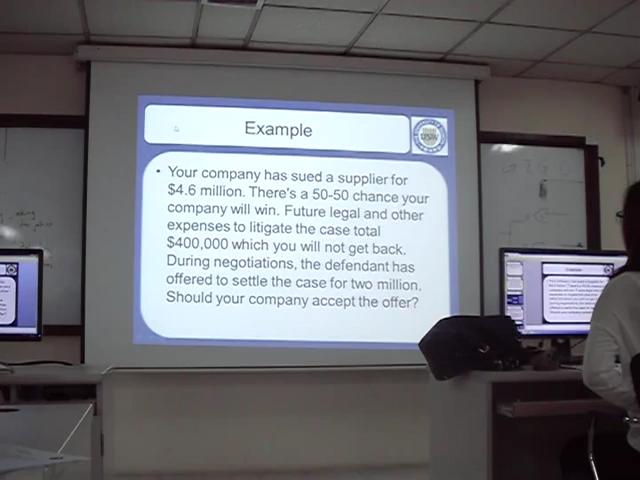 Example
• Your company has sued a supplier for
$4.6 million. There's a 50-50 chance your
company will win. Future legal and other
expenses to litigate the case total
$400,000 which you will not get back.
During negotiations, the defendant has
offered to settle the case for two million.
Should your company accept the offer?